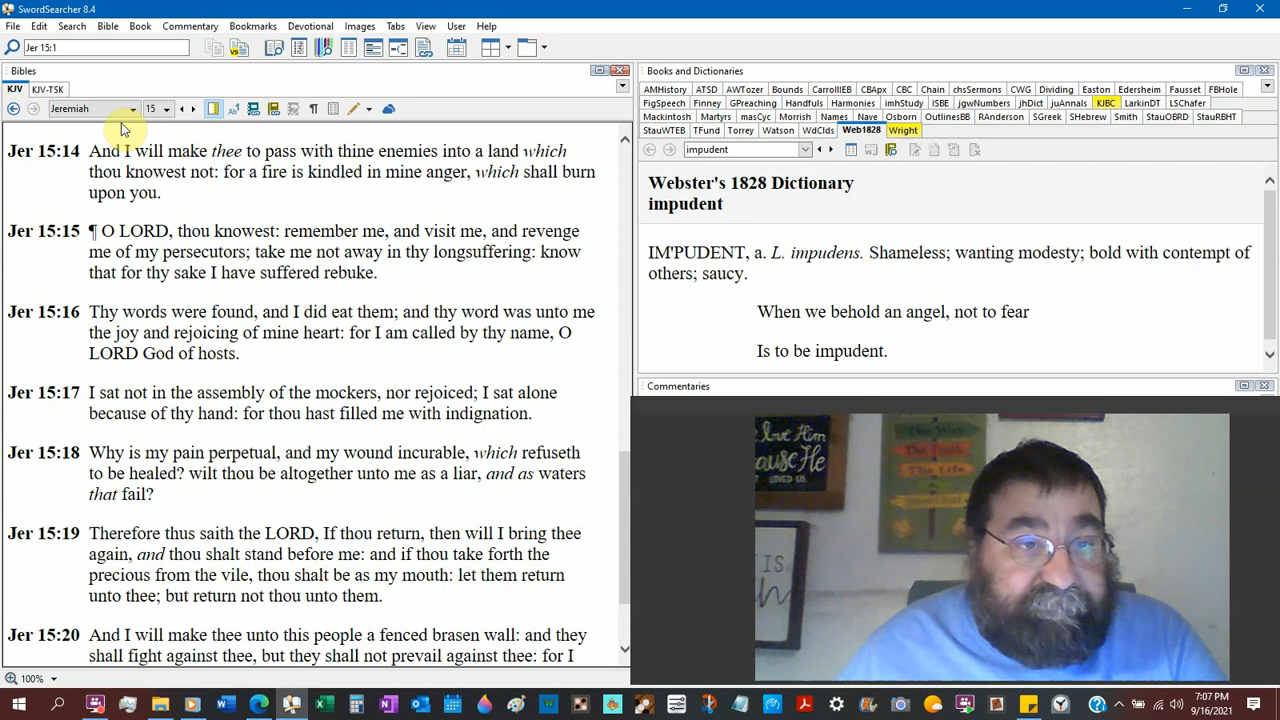 SwordSearcher 8.4
File Edit Search Bible Book Commentary Bookmarks Devotional Images Tabs View User Help
Jer 15:1
Bibles
KJV KJV-TSK
Jeremiah 15
Jer 15:14 And I will make thee to pass with thine enemies into a land which
thou knowest not: for a fire is kindled in mine anger, which shall burn
upon you.
Jer 15:15 ¶ O LORD, thou knowest: remember me, and visit me, and revenge
me of my persecutors; take me not away in thy longsuffering: know
that for thy sake I have suffered rebuke.
Jer 15:16 Thy words were found, and I did eat them; and thy word was unto me
the joy and rejoicing of mine heart: for I am called by thy name, O
LORD God of hosts.
Jer 15:17 I sat not in the assembly of the mockers, nor rejoiced; I sat alone
because of thy hand: for thou hast filled me with indignation.
Jer 15:18 Why is my pain perpetual, and my wound incurable, which refuseth
to be healed? wilt thou be altogether unto me as a liar, and as waters
that fail?
Jer 15:19 Therefore thus saith the LORD, If thou return, then will I bring thee
again, and thou shalt stand before me: and if thou take forth the
precious from the vile, thou shalt be as my mouth: let them return
unto thee; but return not thou unto them.
Jer 15:20 And I will make thee unto this people a fenced brasen wall: and they
shall fight against thee, but they shall not prevail against thee: for I
100%
Books and Dictionaries
AMHistory ATSD AWTozer Bounds CarrollIEB CBApx Chain chsSermons CWG Dividing Easton Edersheim Fausset FBHole
FigSpeech Finney GPreaching Handfuls Harmonies imhStudy ISBE jgwNumbers jhDict juAnnals KJBC LarkinDT LSChafer
Mackintosh Martyrs masCyc Morrish Names Nave Osborn OutlinesBB RAnderson SGreek SHebrew Smith StauOBRD StauRBHT
StauWTEB TFund Torrey Watson WdClds Web1828 Wright
impudent
Webster's 1828 Dictionary
impudent
IM'PUDENT, a. L. impudens. Shameless; wanting modesty; bold with contempt of
others; saucy.
When we behold an angel, not to fear
Is to be impudent.
Commentaries
The Way
The Truth
The Life
7:07 PM
9/16/2021